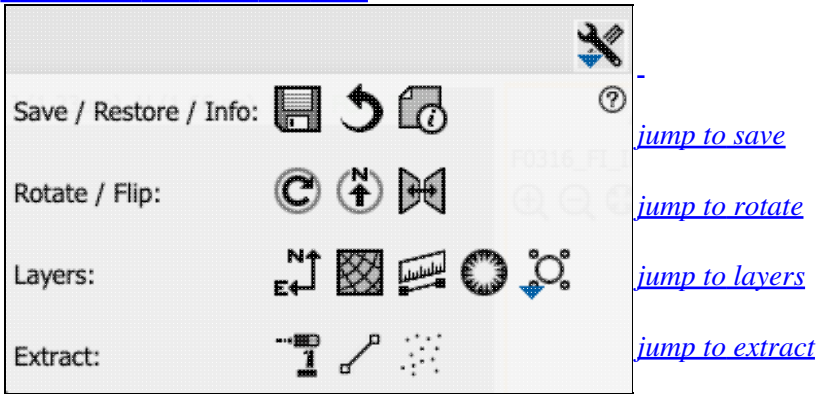 Save / Restore / Info:
jump to save
F0316_FI_I
Rotate / Flip:
N
jump to rotate
Layers:
N
E
jump to layers
Extract:
jump to extract